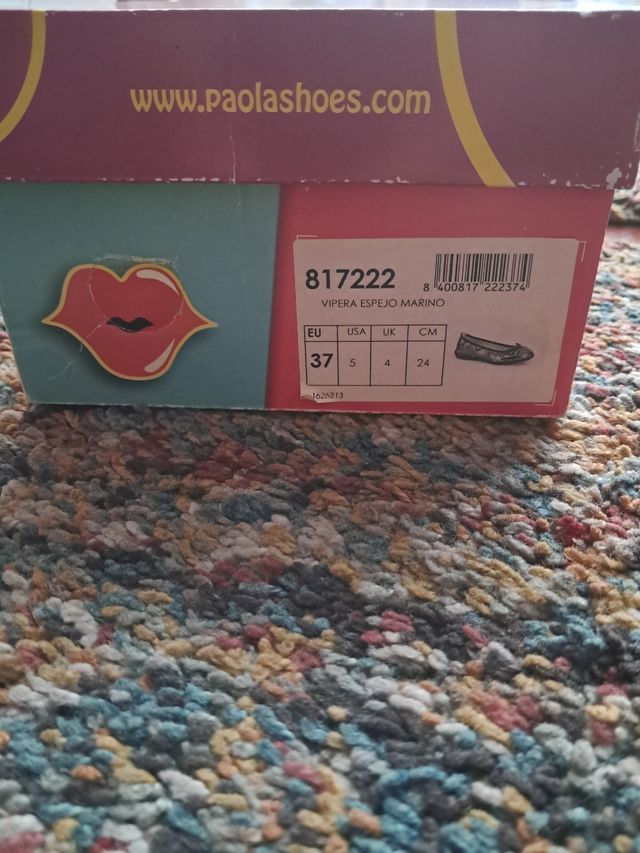 www.paolashoes.com
817222
8 400817 222374
VIPERA ESPEJO MARINO
EU USA UK CM
37 5 4 24
1626213